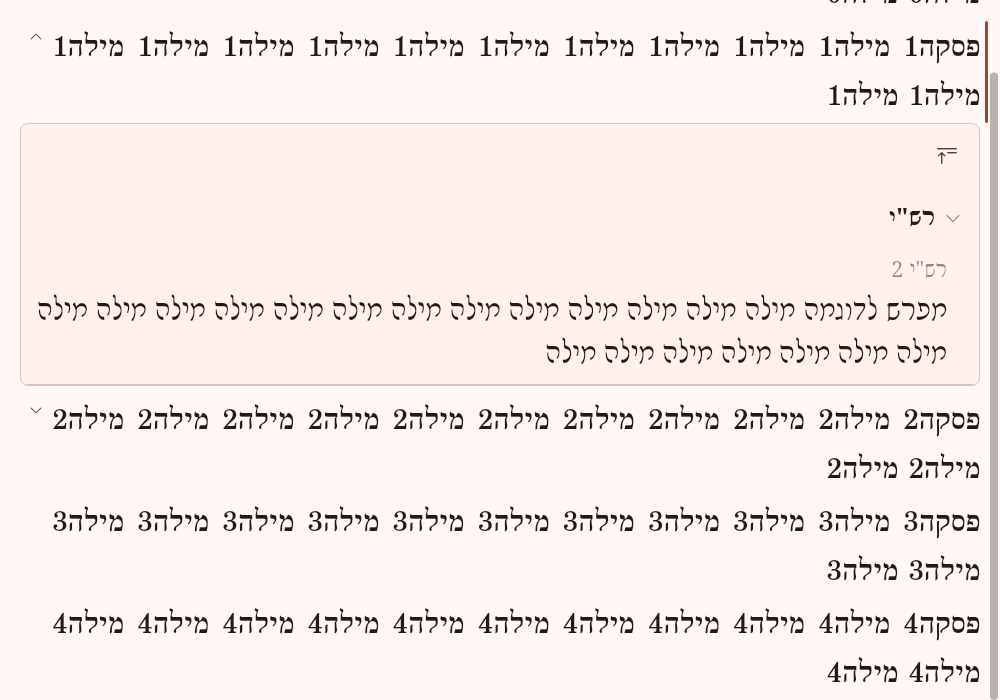 פסקה1 מילה1 מילה1 מילה1 מילה1 מילה1 מילה1 מילה1 מילה1 מילה1 מילה1
מילה1 מילה1
רש"י
רש"י 2
מפרש לדוגמה מילה מילה מילה מילה מילה מילה מילה מילה מילה מילה מילה מילה מילה
מילה מילה מילה מילה מילה מילה מילה
פסקה2 מילה2 מילה2 מילה2 מילה2 מילה2 מילה2 מילה2 מילה2 מילה2 מילה2
מילה2 מילה2
פסקה3 מילה3 מילה3 מילה3 מילה3 מילה3 מילה3 מילה3 מילה3 מילה3 מילה3
מילה3 מילה3
פסקה4 מילה4 מילה4 מילה4 מילה4 מילה4 מילה4 מילה4 מילה4 מילה4 מילה4
מילה4 מילה4